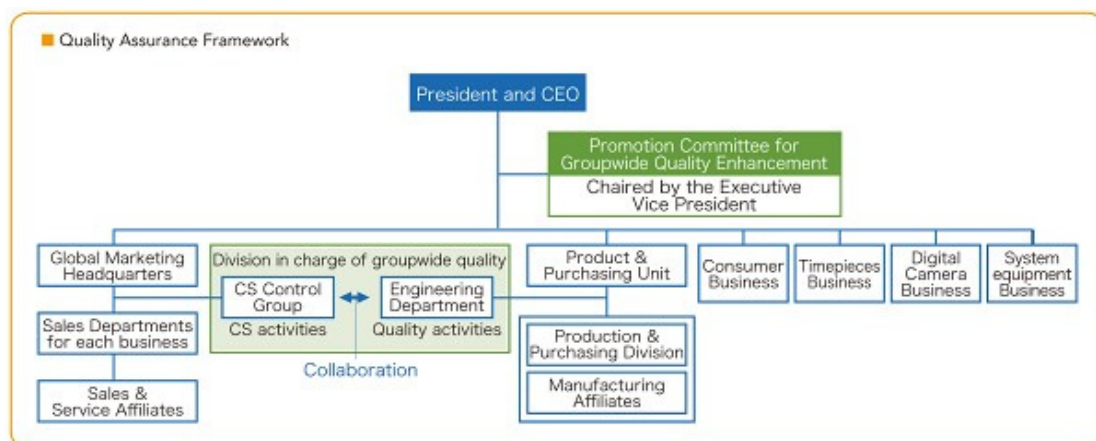 ■ Quality Assurance Framework
President and CEO
Promotion Committee for
Groupwide Quality Enhancement
Chaired by the Executive
Vice President
Global Marketing
Headquarters
Division in charge of groupwide quality
CS Control
Group
CS activities
Engineering
Department
Quality activities
Collaboration
Product &
Purchasing Unit
Consumer
Business
Timepieces
Business
Digital
Camera
Business
System
equipment
Business
Sales Departments
for each business
Production &
Purchasing Division
Sales &
Service Affiliates
Manufacturing
Affiliates